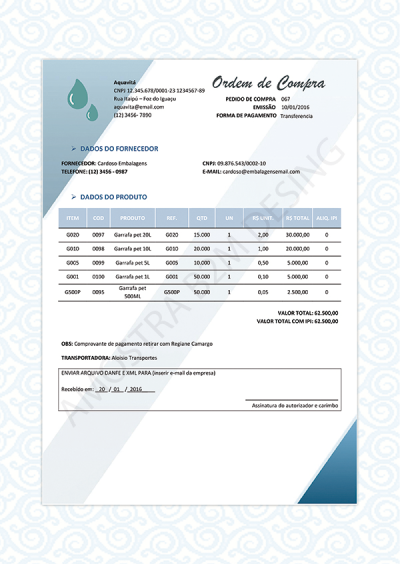 Aquavitá
CNPJ 12.345.678/0001-23 1234567-89
Rua Itaipú – Foz do Iguaçu
aquavita@email.com
(12) 3456- 7890
Ordem de Compra
PEDIDO DE COMPRA 067
EMISSÃO 10/01/2016
FORMA DE PAGAMENTO Transferencia
DADOS DO FORNECEDOR
FORNECEDOR: Cardoso Embalagens CNPJ: 09.876.543/0002-10
TELEFONE: (12) 3456 - 0987 E-MAIL: cardoso@embalagensemail.com
DADOS DO PRODUTO
ITEM COD PRODUTO REF. QTD UN R$ UNIT. R$ TOTAL ALIQ. IPI
G020 0097 Garrafa pet 20L G020 15.000 1 2,00 30.000,00 0
G010 0098 Garrafa pet 10L G010 20.000 1 1,00 20.000,00 0
G005 0099 Garrafa pet 5L G005 10.000 1 0,50 5.000,00 0
G001 0100 Garrafa pet 1L G001 50.000 1 0,10 5.000,00 0
G500P 0095 Garrafa pet 500ML G500P 50.000 1 0,05 2.500,00 0
VALOR TOTAL: 62.500,00
VALOR TOTAL COM IPI: 62.500,00
OBS: Comprovante de pagamento retirar com Regiane Camargo
TRANSPORTADORA: Aloisio Transportes
ENVIAR ARQUIVO DANFE E XML PARA (inserir e-mail da empresa)
Recebido em: _20_/_01_/_2016____
Assinatura do autorizador e carimbo